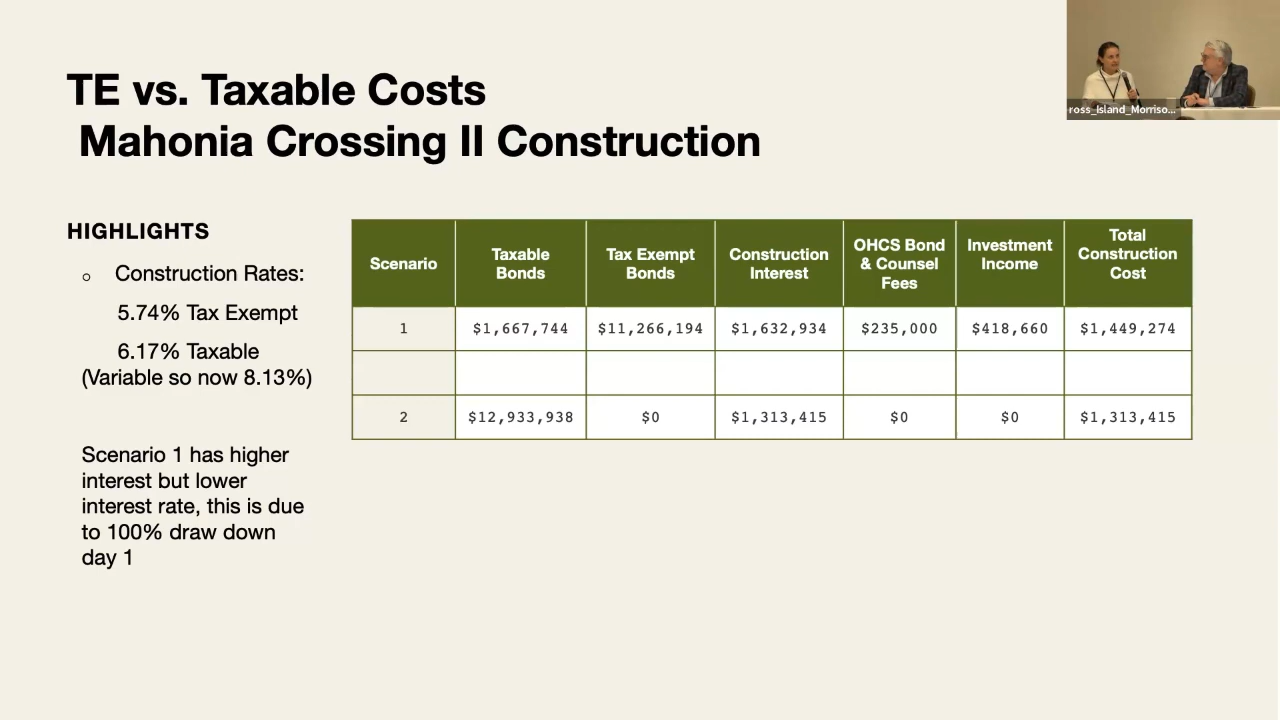 TE vs. Taxable Costs
Mahonia Crossing II Construction
ross_Island_Morriso...
HIGHLIGHTS
Construction Rates:
5.74% Tax Exempt
6.17% Taxable
(Variable so now 8.13%)
Scenario 1 has higher
interest but lower
interest rate, this is due
to 100% draw down
day 1
Scenario Taxable Bonds Tax Exempt Bonds Construction Interest OHCS Bond & Counsel Fees Investment Income Total Construction Cost
1 $1,667,744 $11,266,194 $1,632,934 $235,000 $418,660 $1,449,274
2 $12,933,938 $0 $1,313,415 $0 $0 $1,313,415